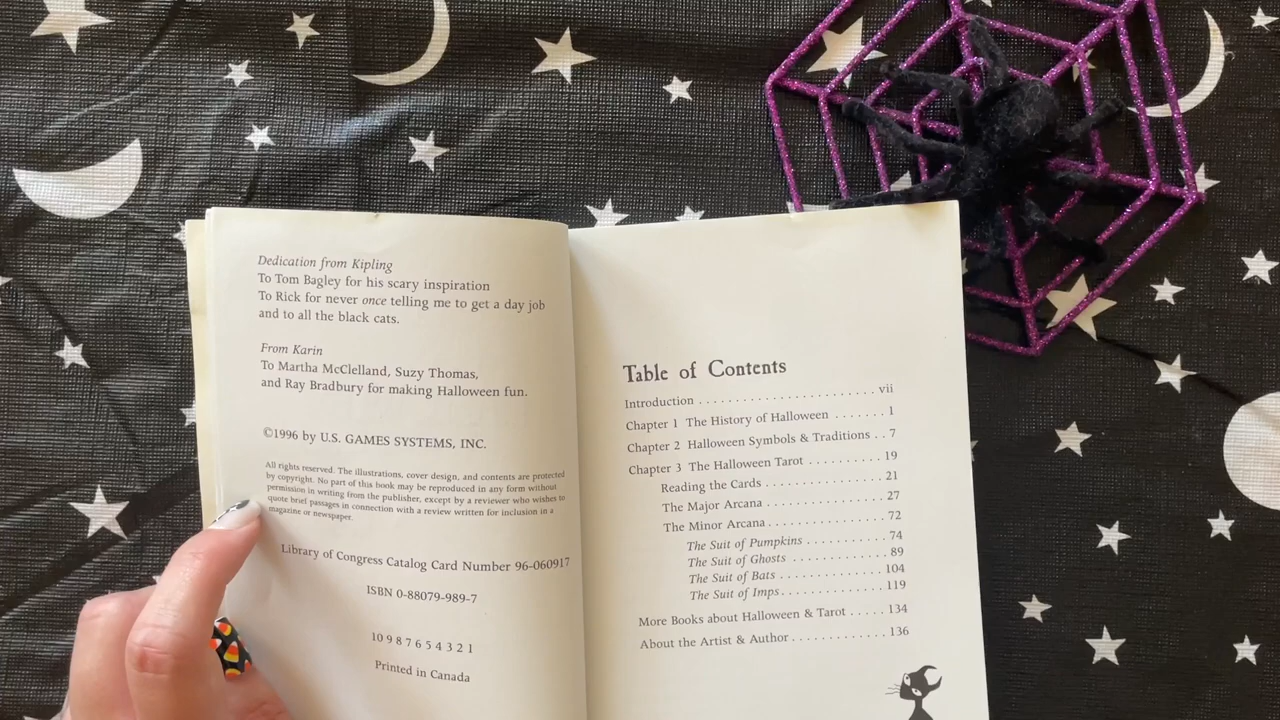 Dedication from Kipling
To Tom Bagley for his scary inspiration
To Rick for never once telling me to get a day job
and to all the black cats.
From Karin
To Martha McClelland, Suzy Thomas,
and Ray Bradbury for making Halloween fun.
©1996 by U.S. GAMES SYSTEMS, INC.
All rights reserved. The illustrations, cover design, and contents are protected
by copyright. No part of this book may be reproduced in any form without
permission in writing from the publisher, except by a reviewer who wishes to
quote brief passages in connection with a review written for inclusion in a
magazine or newspaper.
Library of Congress Catalog Card Number 96-060917
ISBN 0-88079-989-7
10 9 8 7 6 5 4 3 2 1
Printed in Canada
Table of Contents
Introduction . . . . . . . . . . . . . . . . . . . . . . . . vii
Chapter 1 The History of Halloween . . . . . . . 1
Chapter 2 Halloween Symbols & Traditions . . 7
Chapter 3 The Halloween Tarot . . . . . . . . . . 19
Reading the Cards . . . . . . . . . . . . . . . 21
The Major Arcana . . . . . . . . . . . . . . . 27
The Minor Arcana . . . . . . . . . . . . . . . 72
The Suit of Pumpkins . . . . . . . . . . 74
The Suit of Ghosts . . . . . . . . . . . 89
The Suit of Bats . . . . . . . . . . . . . 104
The Suit of Imps . . . . . . . . . . . . . 119
More Books about Halloween & Tarot . . . . . 134
About the Artist & Author . . . . . . . . . . . . . 136